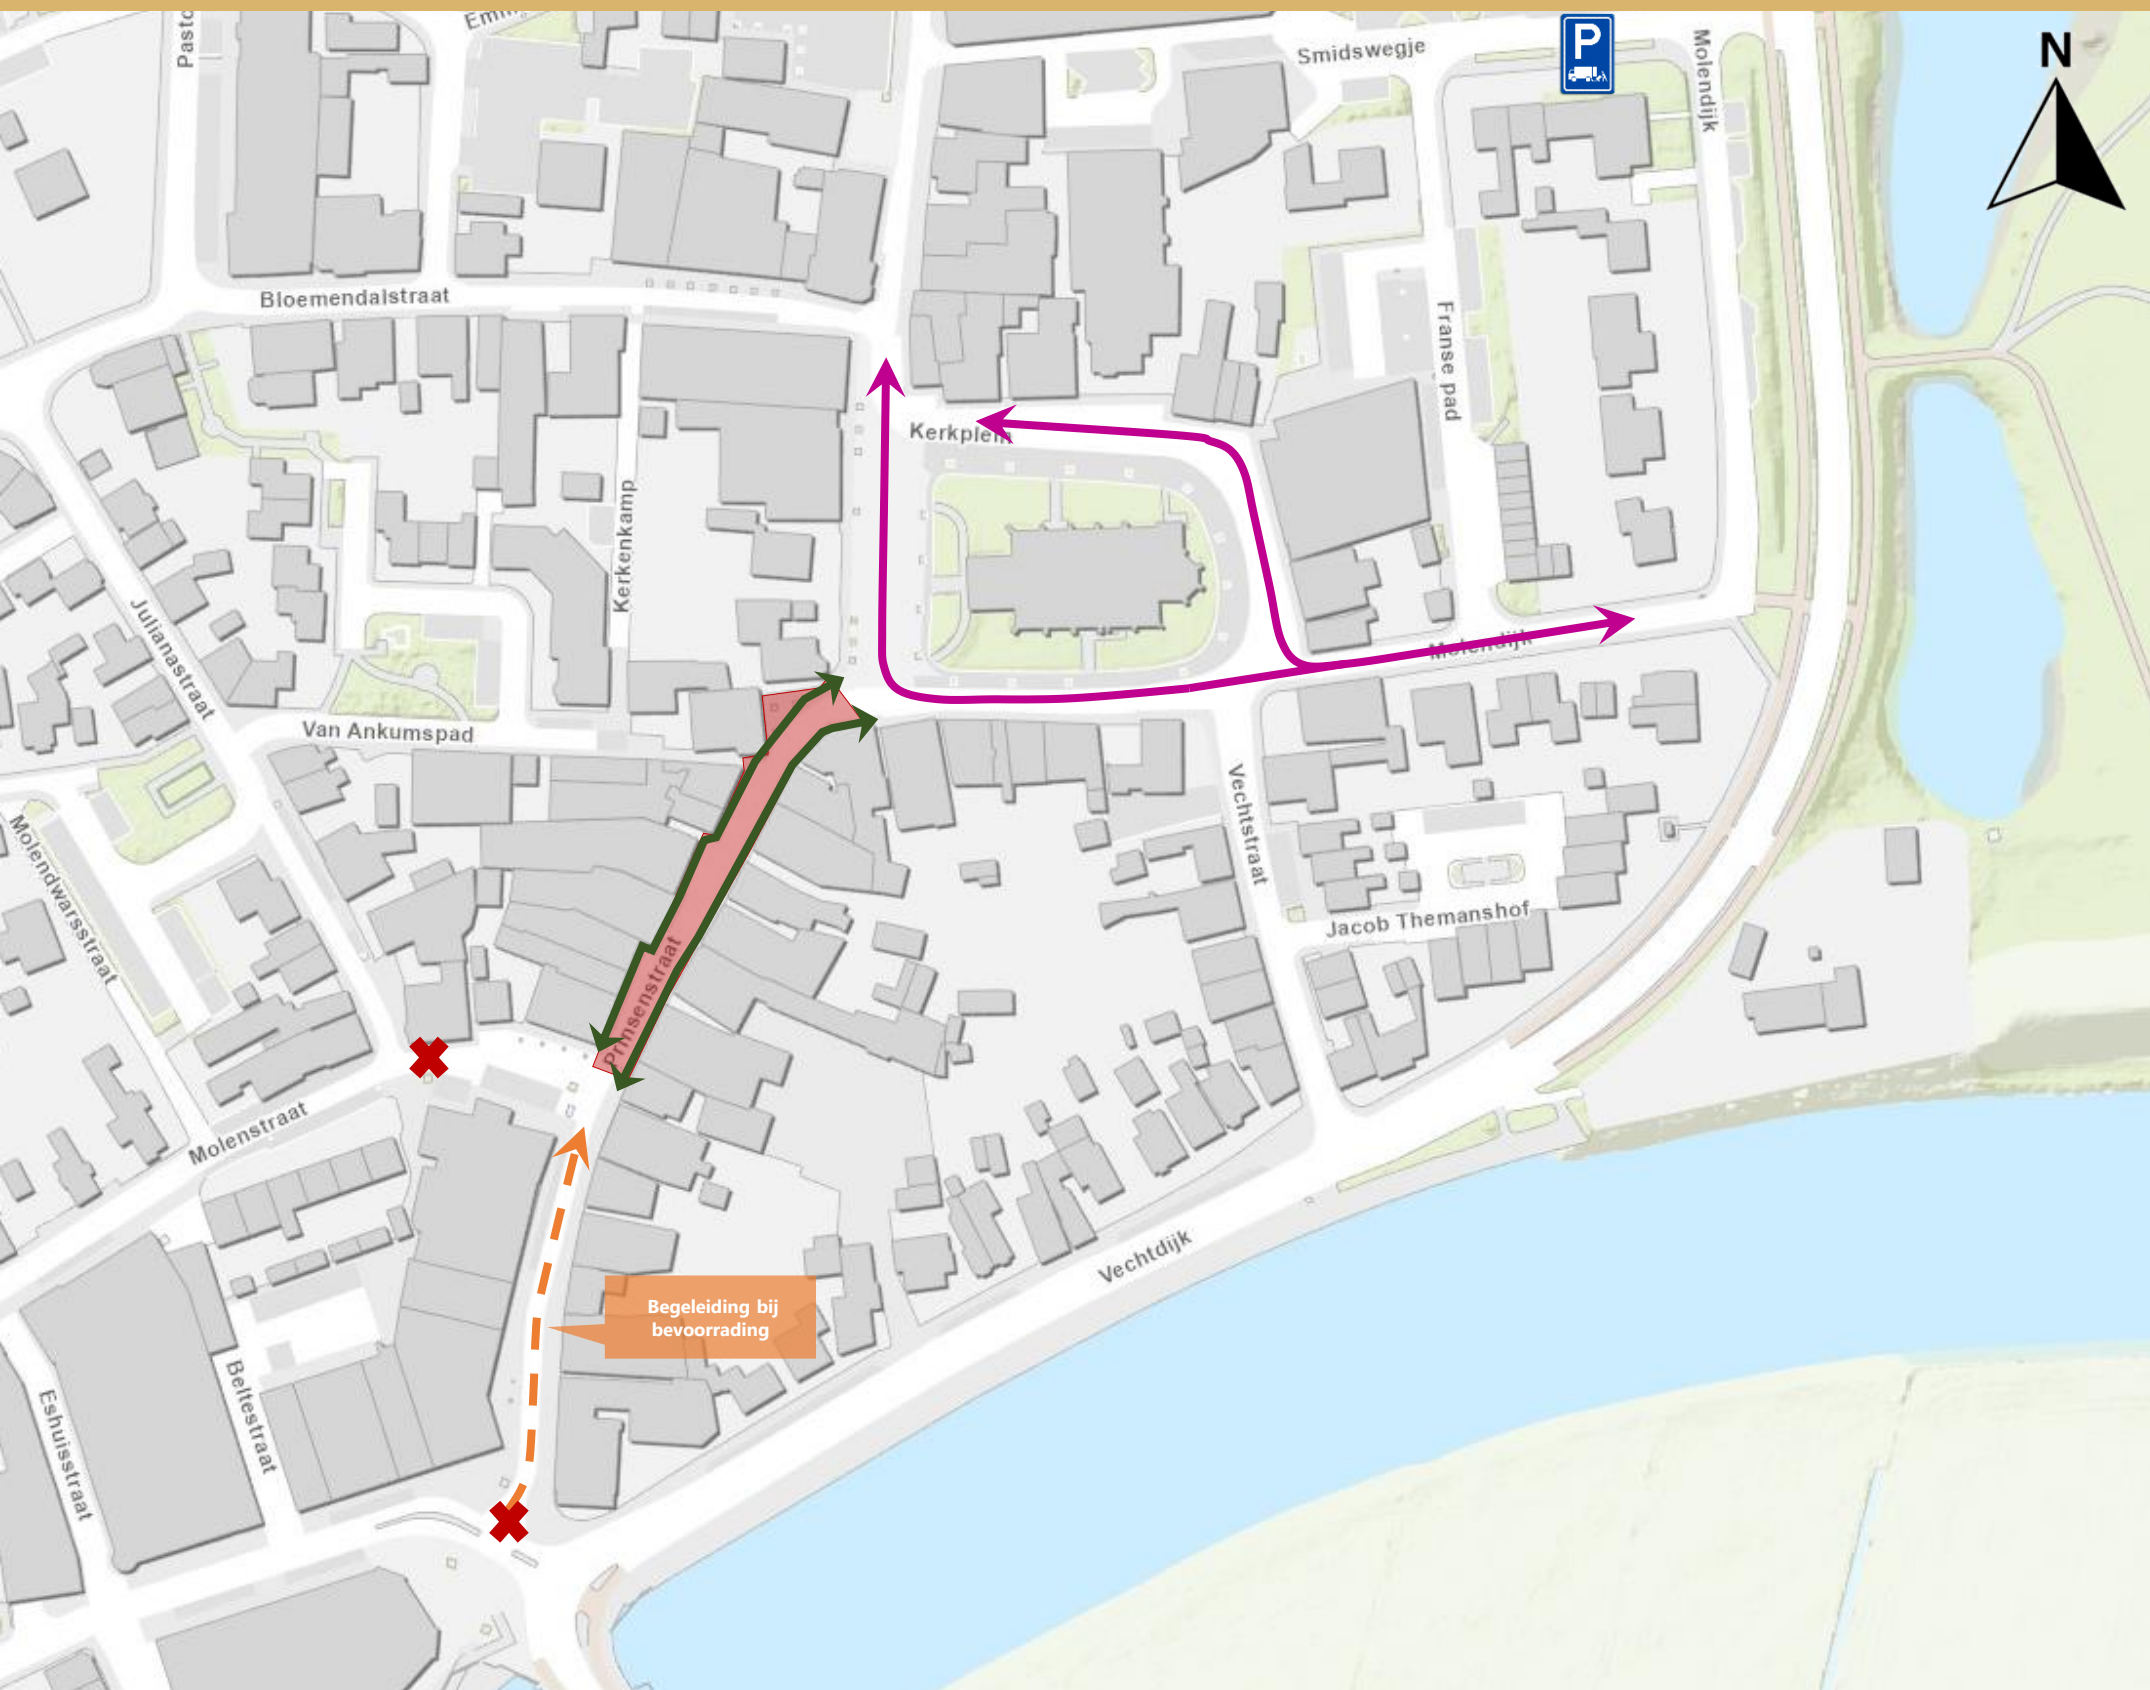 Smidswegje
P
Molendijk
N
Bloemendalstraat
Franse pad
Kerkplein
Kerkenkamp
Julianastraat
Molendijk
Van Ankumspad
Vechtstraat
Molendwarsstraat
Jacob Themanshof
Prinsenstraat
Molenstraat
Vechtdijk
Begeleiding bij
bevoorrading
Beltestraat
Eshuisstraat